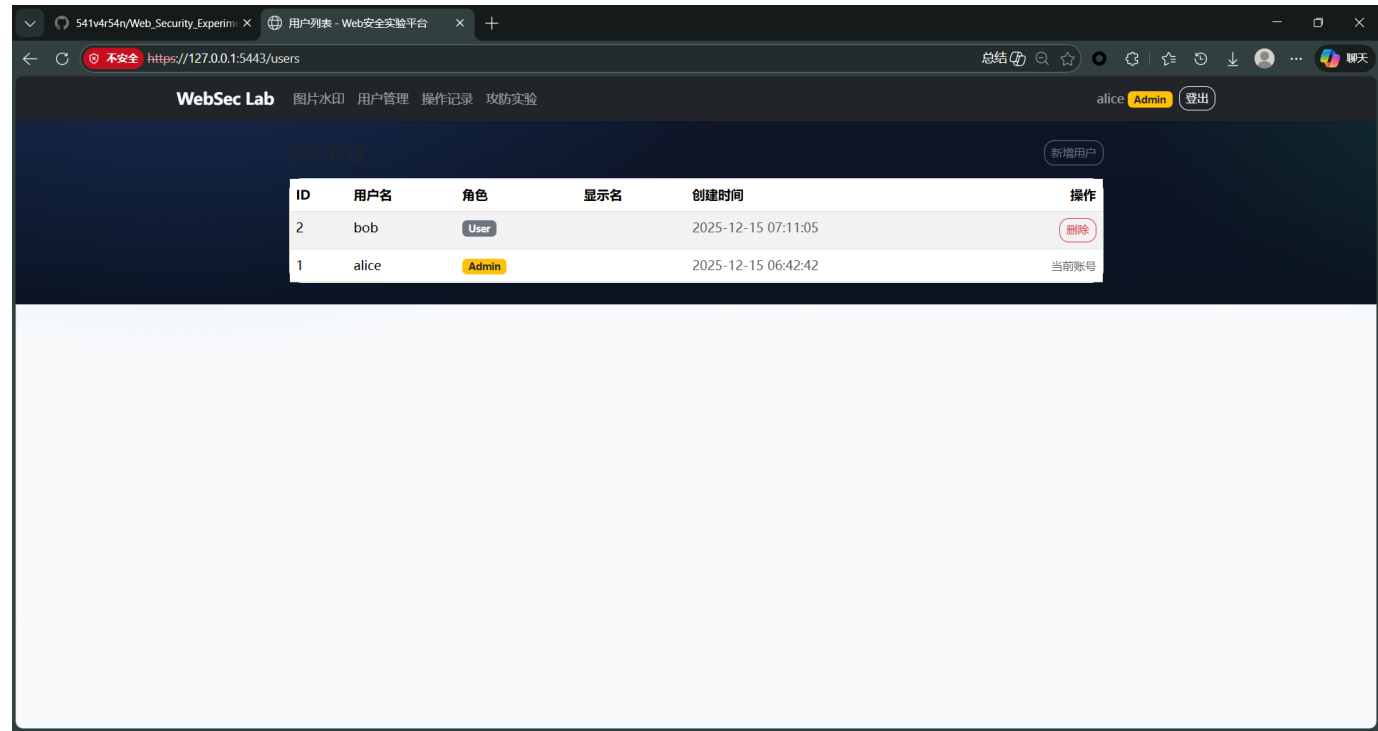 541v4r54n/Web_Security_Experim
用户列表 - Web安全实验平台
不安全 https://127.0.0.1:5443/users
总结
聊天
WebSec Lab 图片水印 用户管理 操作记录 攻防实验
alice Admin 登出
用户管理
新增用户
ID 用户名 角色 显示名 创建时间 操作
2 bob User 2025-12-15 07:11:05 删除
1 alice Admin 2025-12-15 06:42:42 当前账号